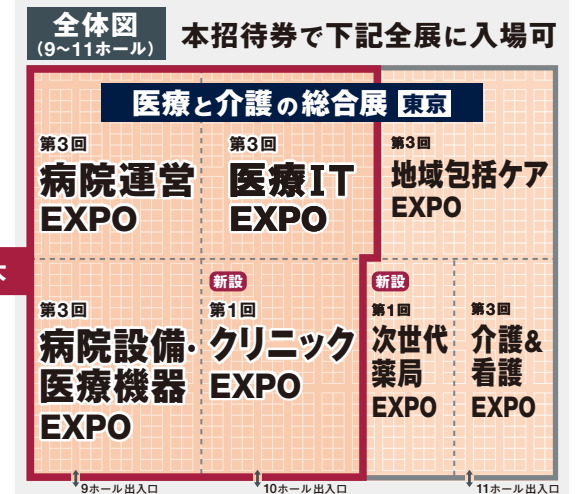 全体図
(9~11ホール)
本招待券で下記全展に入場可
医療と介護の総合展 東京
第3回
病院運営
EXPO
第3回
医療IT
EXPO
第3回
地域包括ケア
EXPO
第3回
病院設備・
医療機器
EXPO
新設
第1回
クリニック
EXPO
新設
第1回
次世代
薬局
EXPO
第3回
介護&
看護
EXPO
9ホール出入口
10ホール出入口
11ホール出入口